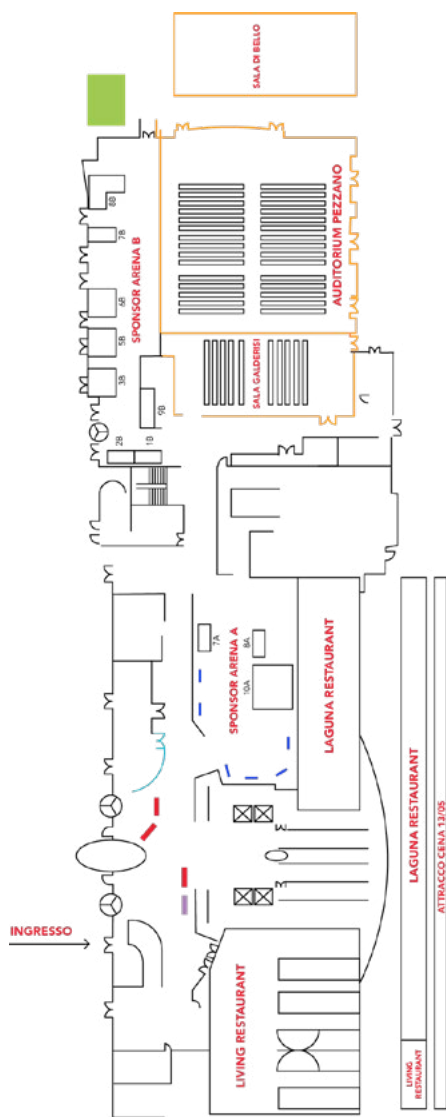 SALA DI BELLO
AUDITORIUM PEZZANO
SPONSOR ARENA B
8B
7B
6B
5B
3B
2B
1B
9B
SALA GALDERISI
SPONSOR ARENA A
7A
8A
10A
LAGUNA RESTAURANT
LAGUNA RESTAURANT
ATTRACCO CENA 13/05
INGRESSO
LIVING RESTAURANT
LIVING
RESTAURANT